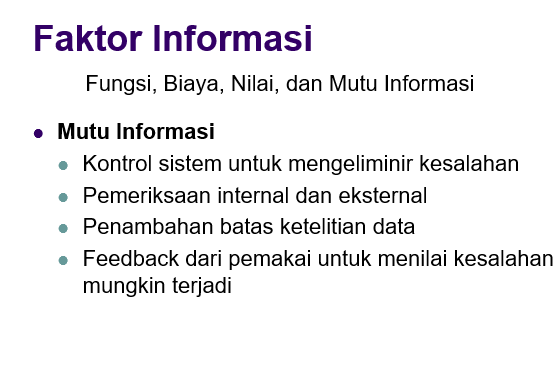 Faktor Informasi
Fungsi, Biaya, Nilai, dan Mutu Informasi
Mutu Informasi
Kontrol sistem untuk mengeliminir kesalahan
Pemeriksaan internal dan eksternal
Penambahan batas ketelitian data
Feedback dari pemakai untuk menilai kesalahan
mungkin terjadi